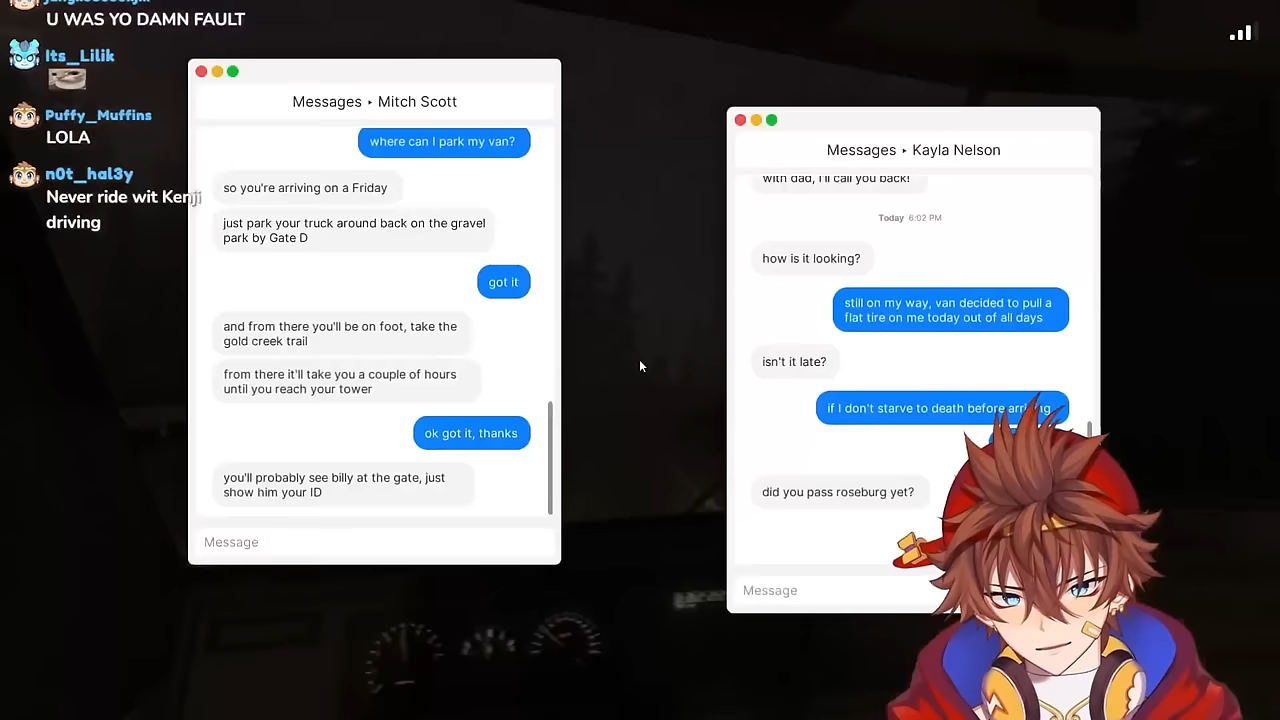 U WAS YO DAMN FAULT
Its_Lilik
Puffy_Muffins
LOLA
n0t_hal3y
Never ride wit Kenji
driving
Messages ▸ Mitch Scott
where can I park my van?
so you're arriving on a Friday
just park your truck around back on the gravel
park by Gate D
got it
and from there you'll be on foot, take the
gold creek trail
from there it'll take you a couple of hours
until you reach your tower
ok got it, thanks
you'll probably see billy at the gate, just
show him your ID
Message
Messages ▸ Kayla Nelson
with dad, I'll call you back!
Today 6:02 PM
how is it looking?
still on my way, van decided to pull a
flat tire on me today out of all days
isn't it late?
if I don't starve to death before arriving
did you pass roseburg yet?
Message